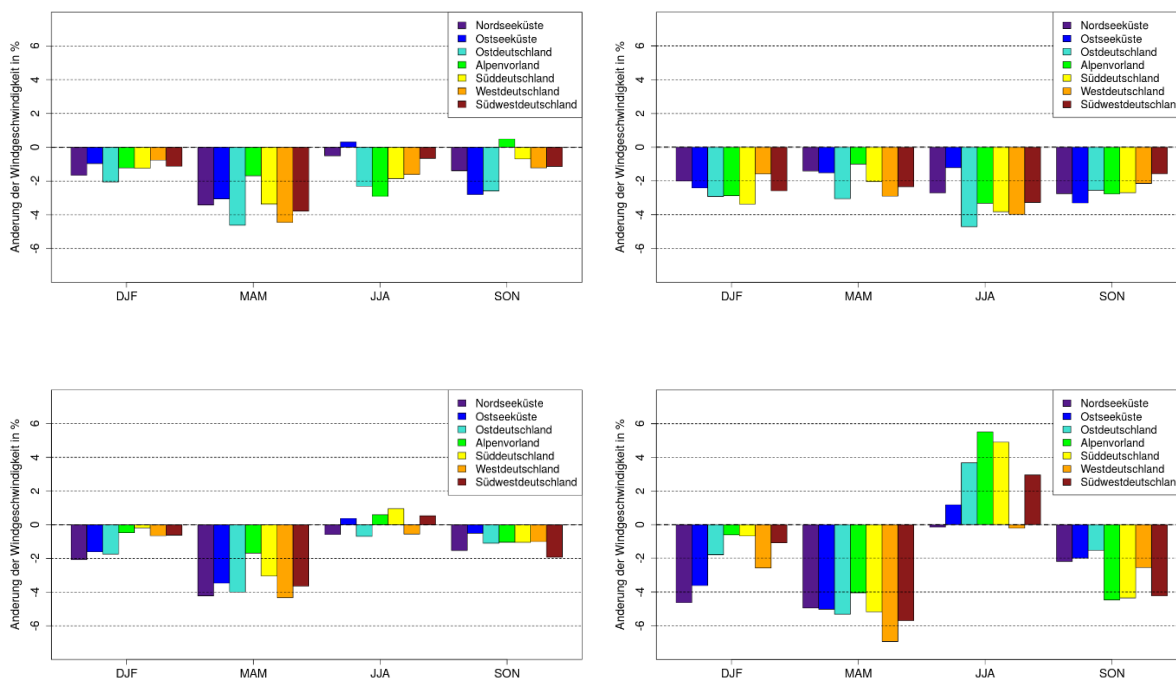 Änderung der Windgeschwindigkeit in %
6
4
2
0
-2
-4
-6
Nordseeküste
Ostseeküste
Ostdeutschland
Alpenvorland
Süddeutschland
Westdeutschland
Südwestdeutschland
DJF MAM JJA SON
Änderung der Windgeschwindigkeit in %
6
4
2
0
-2
-4
-6
Nordseeküste
Ostseeküste
Ostdeutschland
Alpenvorland
Süddeutschland
Westdeutschland
Südwestdeutschlan
DJF MAM JJA SON
Änderung der Windgeschwindigkeit in %
6
4
2
0
-2
-4
-6
Nordseeküste
Ostseeküste
Ostdeutschland
Alpenvorland
Süddeutschland
Westdeutschland
Südwestdeutschland
DJF MAM JJA SON
Änderung der Windgeschwindigkeit in %
6
4
2
0
-2
-4
-6
Nordseeküste
Ostseeküste
Ostdeutschland
Alpenvorland
Süddeutschland
Westdeutschland
Südwestdeutschlan
DJF MAM JJA SON